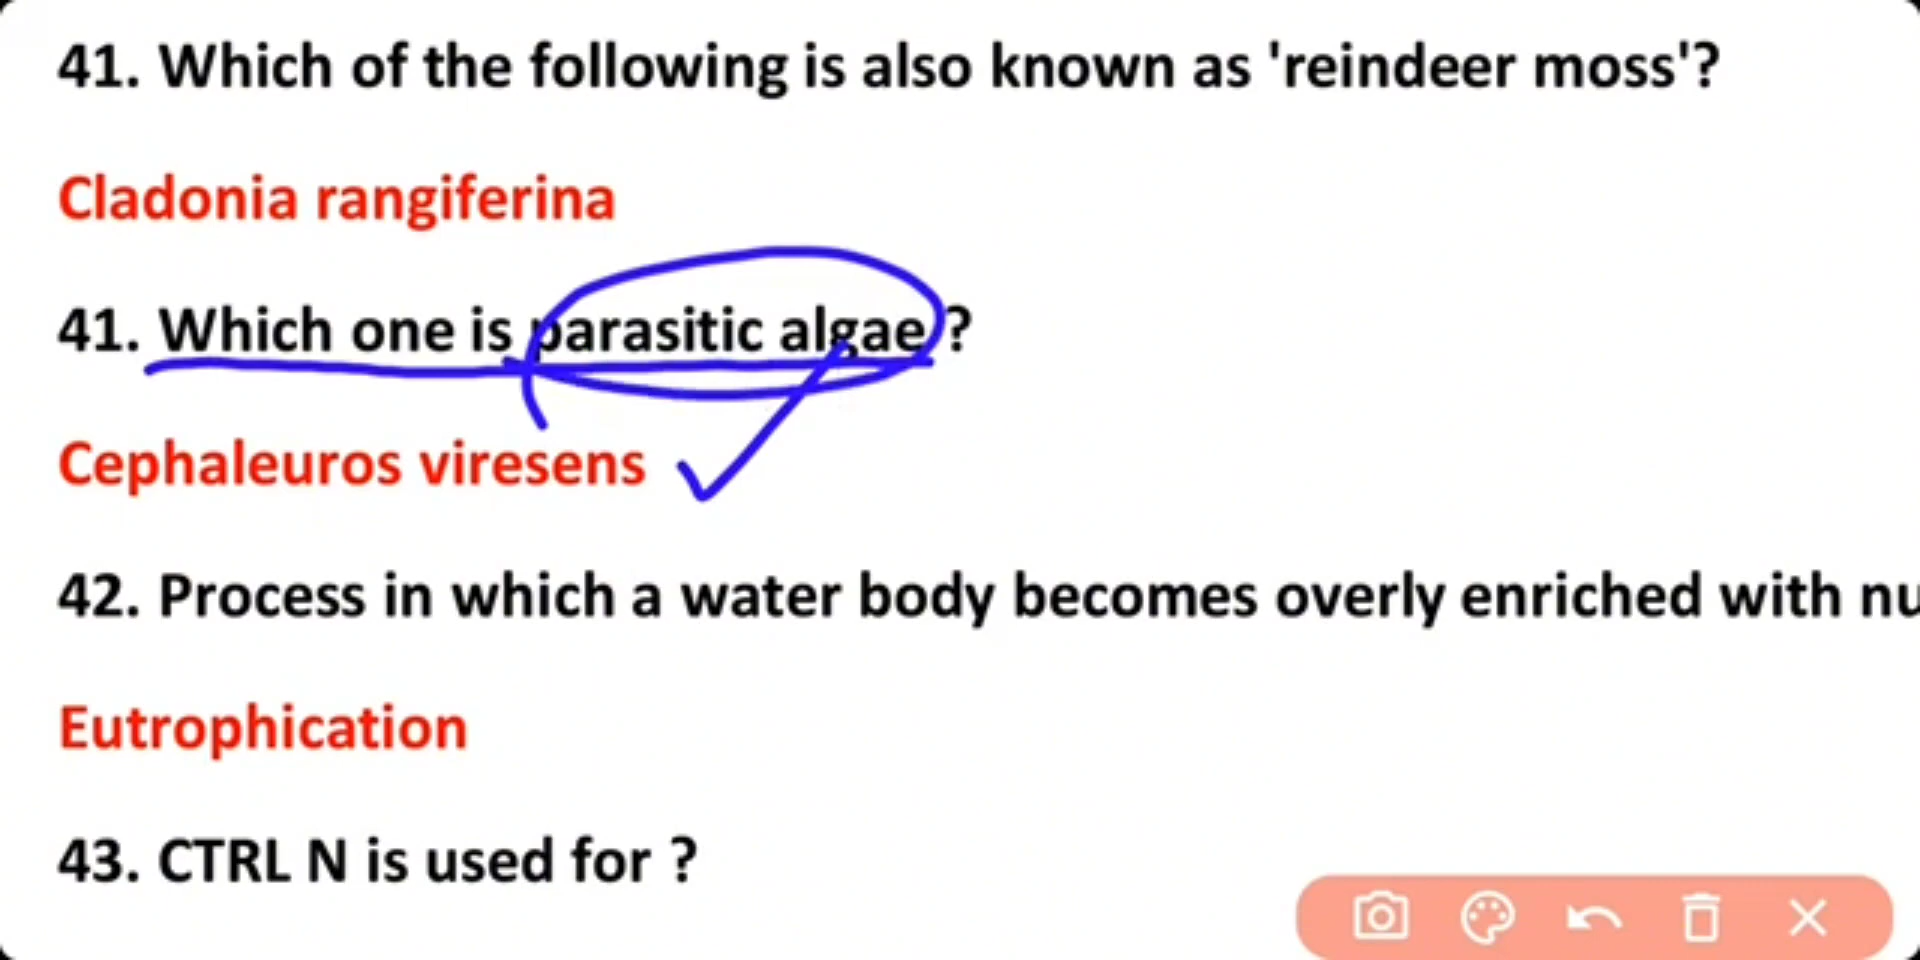 41. Which of the following is also known as 'reindeer moss'?
Cladonia rangiferina
41. Which one is parasitic algae ?
Cephaleuros viresens
42. Process in which a water body becomes overly enriched with nu
Eutrophication
43. CTRL N is used for ?